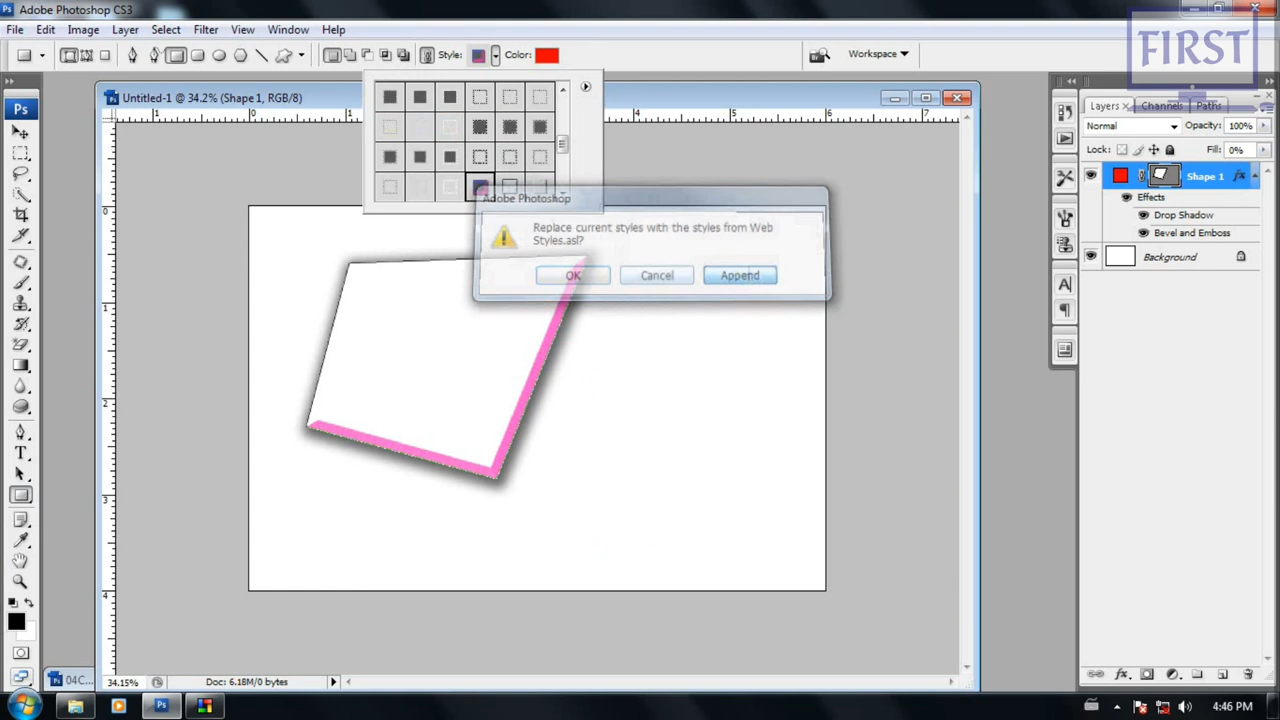 Adobe Photoshop CS3
FIRST
File Edit Image Layer Select Filter View Window Help
Style: Color: Workspace
Untitled-1 @ 34.2% (Shape 1, RGB/8)
Layers Channels Paths
Normal Opacity: 100%
Lock: Fill: 0%
Shape 1
Effects
Drop Shadow
Bevel and Emboss
Background
Adobe Photoshop
Replace current styles with the styles from Web
Styles.asl?
OK Cancel Append
34.15% Doc: 6.18M/0 bytes
04C...
4:46 PM